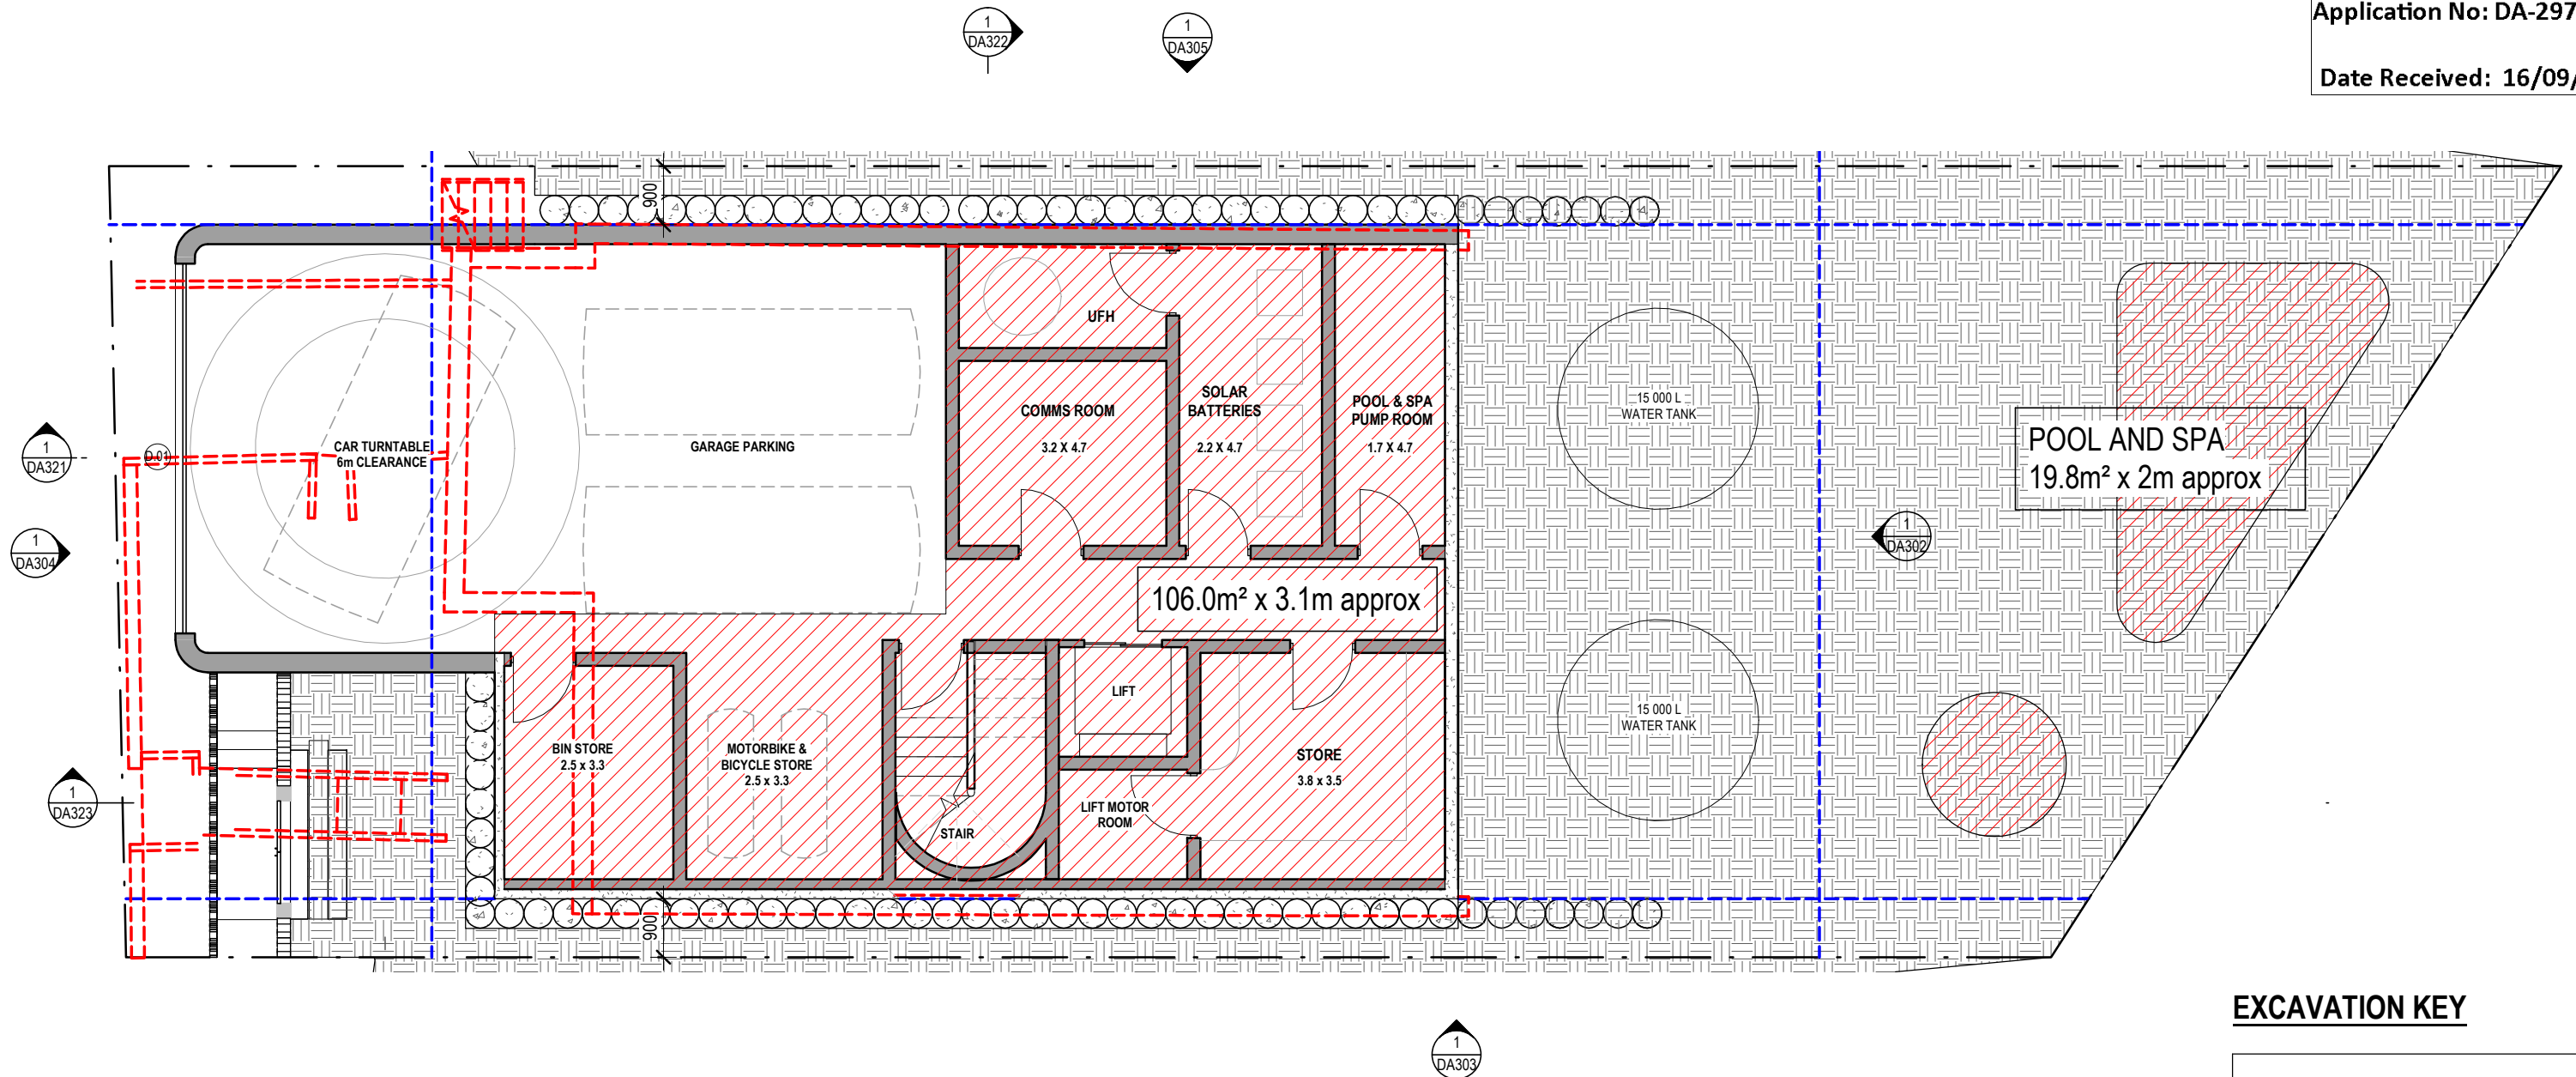 Application No: DA-297
Date Received: 16/09/
1
DA322
1
DA305
900
UFH
COMMS ROOM
3.2 X 4.7
SOLAR
BATTERIES
2.2 X 4.7
POOL & SPA
PUMP ROOM
1.7 X 4.7
15 000 L
WATER TANK
POOL AND SPA
19.8m² x 2m approx
1
DA321
D.01
CAR TURNTABLE
6m CLEARANCE
GARAGE PARKING
1
DA304
1
DA302
106.0m² x 3.1m approx
LIFT
15 000 L
WATER TANK
BIN STORE
2.5 x 3.3
MOTORBIKE &
BICYCLE STORE
2.5 x 3.3
STORE
3.8 x 3.5
1
DA323
LIFT MOTOR
ROOM
STAIR
900
EXCAVATION KEY
1
DA303